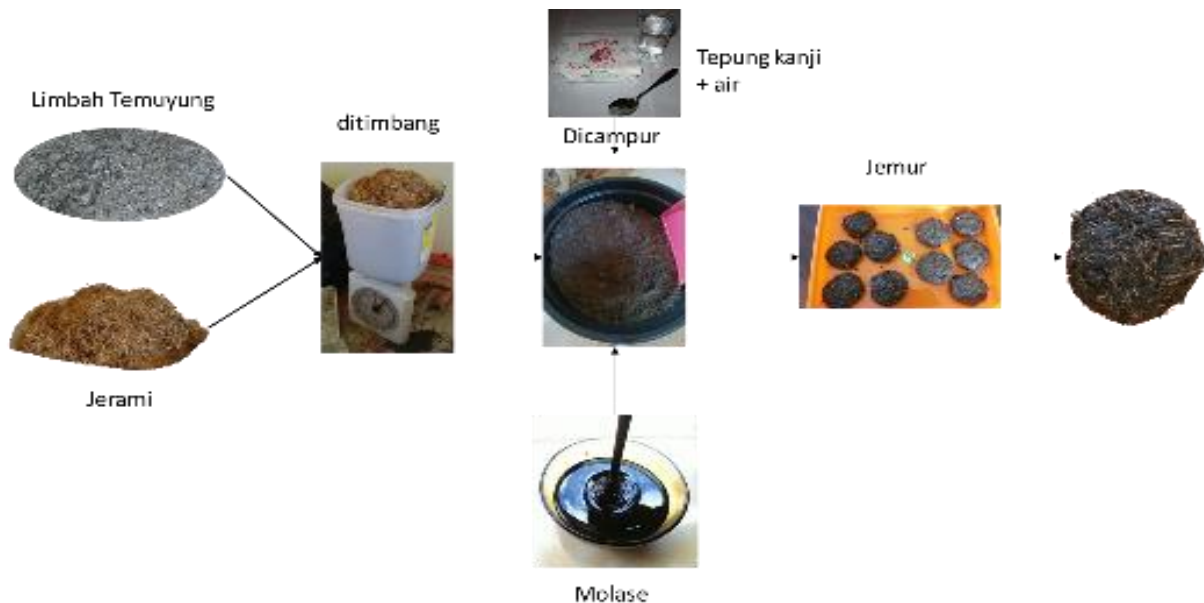 Limbah Temuyung
Jerami
ditimbang
Tepung kanji
+ air
Dicampur
Molase
Jemur